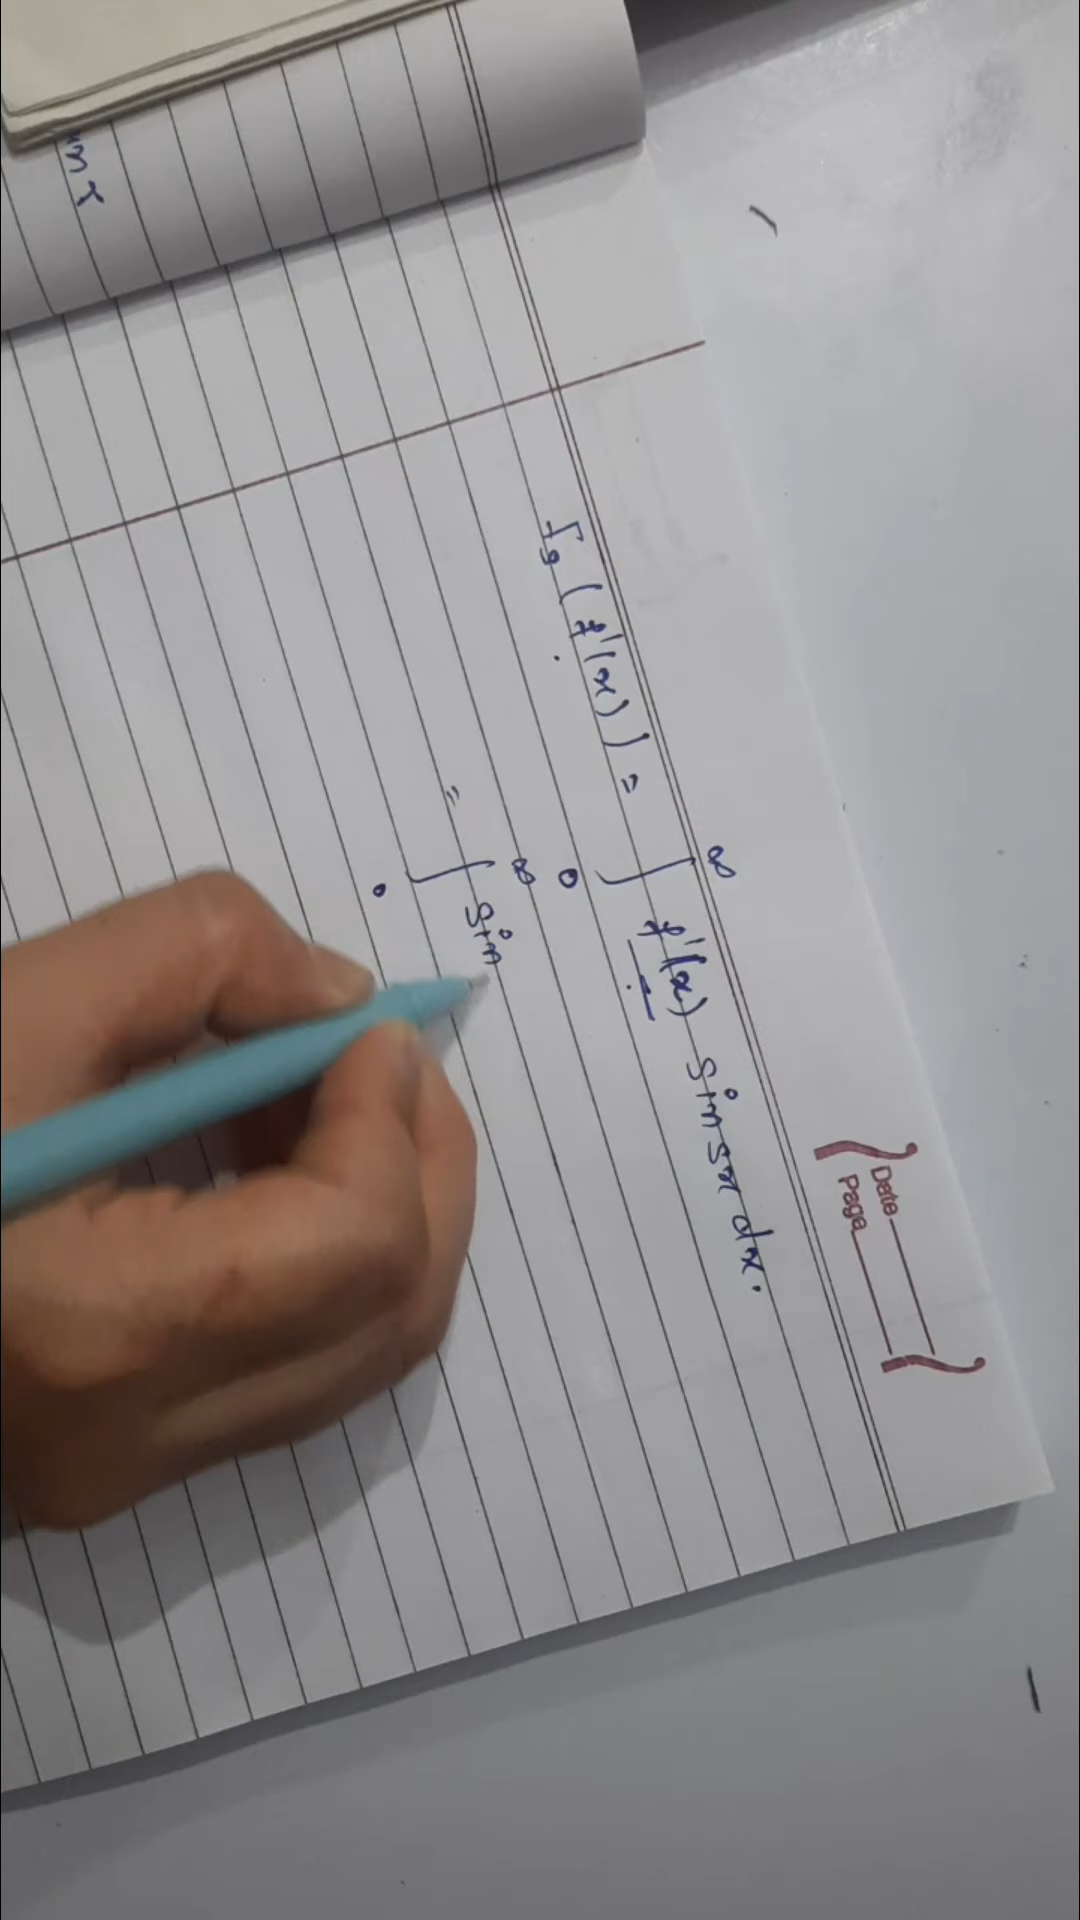 Date
Page
Fs ( f'(x) ) = ∫₀^∞ f'(x) sin sx dx.
= ∫₀^∞ sin